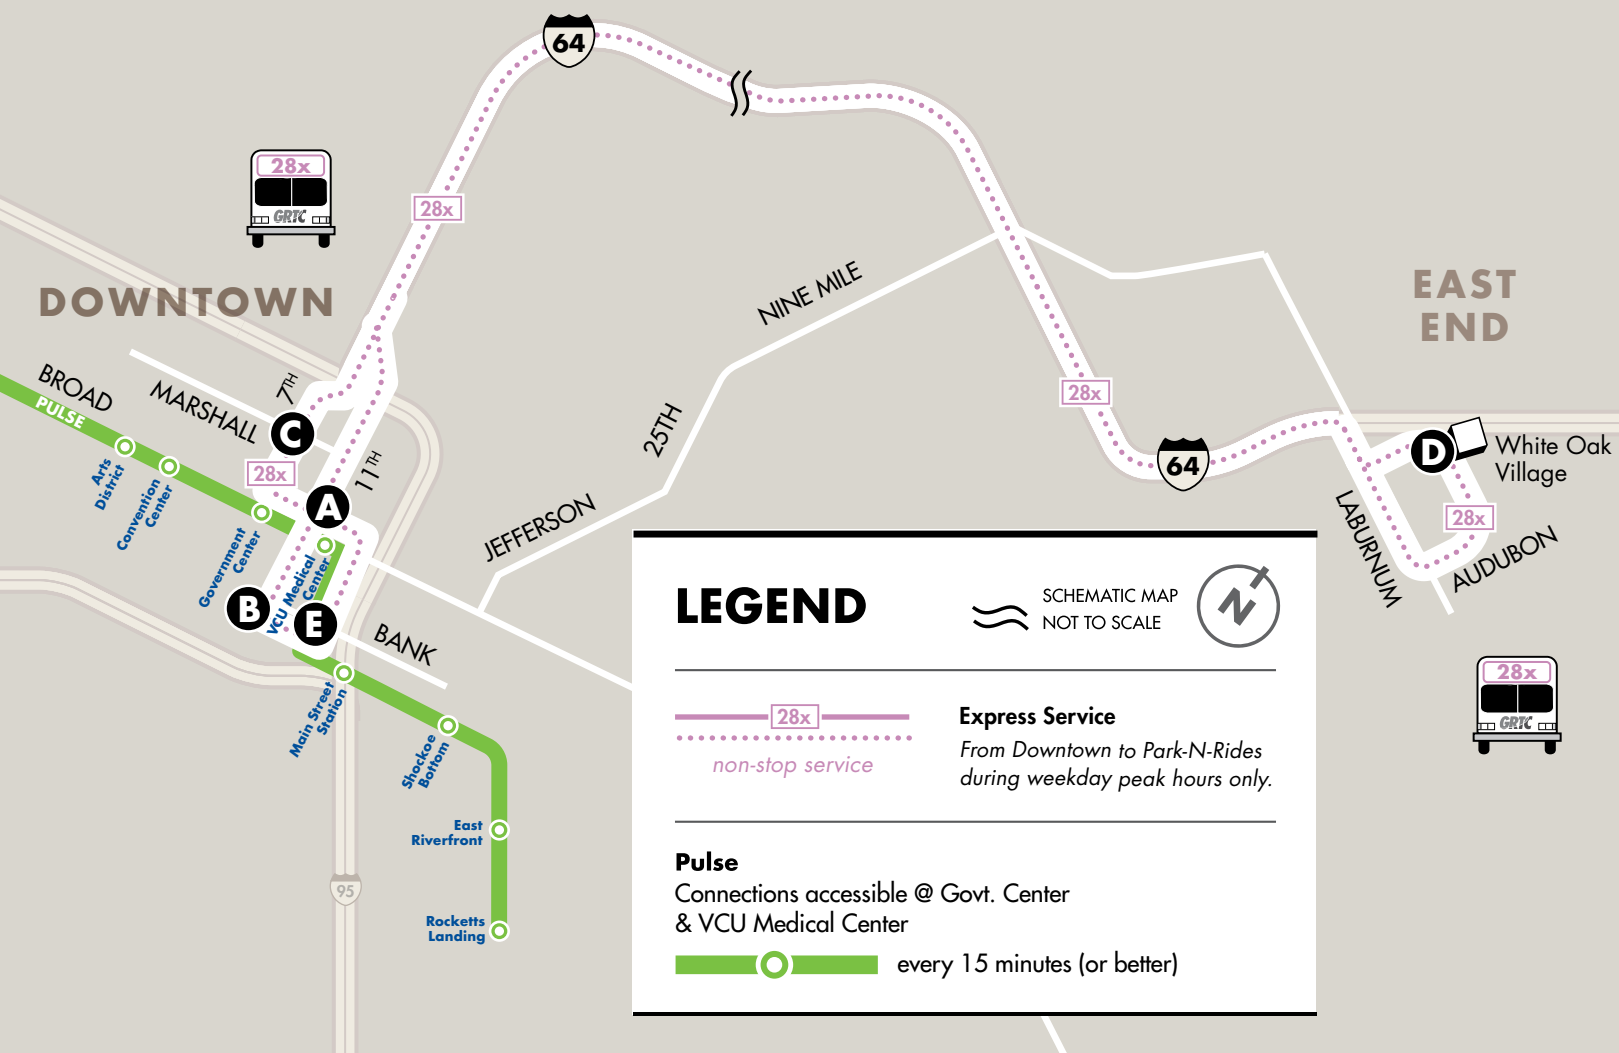 64
28x
GRTC
28x
DOWNTOWN
EAST
END
NINE MILE
BROAD
PULSE
MARSHALL
7TH
C
28x
11TH
A
25TH
JEFFERSON
28x
64
D
White Oak
Village
28x
LABURNUM
AUDUBON
Arts
District
Convention
Center
Government
Center
VCU Medical
Center
B
E
BANK
Main Street
Station
Shockoe
Bottom
East
Riverfront
95
Rocketts
Landing
28x
GRTC
LEGEND
SCHEMATIC MAP
NOT TO SCALE
N
28x
non-stop service
Express Service
From Downtown to Park-N-Rides
during weekday peak hours only.
Pulse
Connections accessible @ Govt. Center
& VCU Medical Center
every 15 minutes (or better)